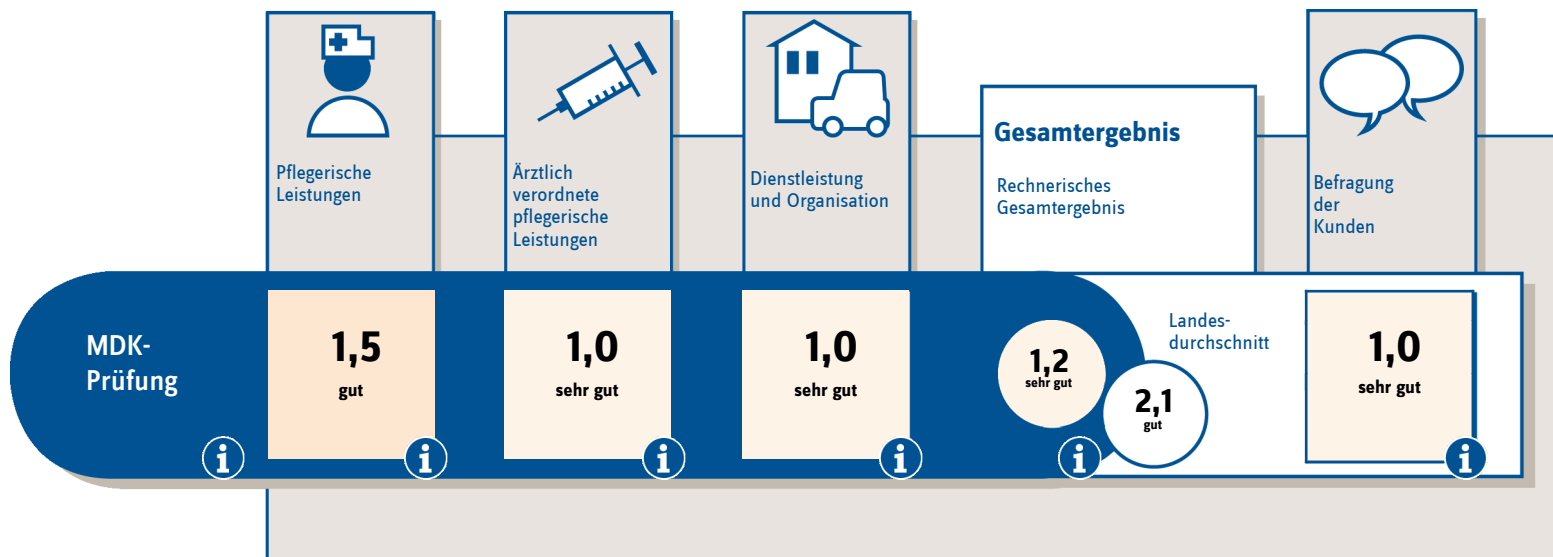 Pflegerische
Leistungen
Ärztlich
verordnete
pflegerische
Leistungen
Dienstleistung
und Organisation
Gesamtergebnis
Rechnerisches
Gesamtergebnis
Befragung
der
Kunden
MDK-
Prüfung
1,5
gut
1,0
sehr gut
1,0
sehr gut
1,2
sehr gut
Landes-
durchschnitt
2,1
gut
1,0
sehr gut
i
i
i
i
i
i